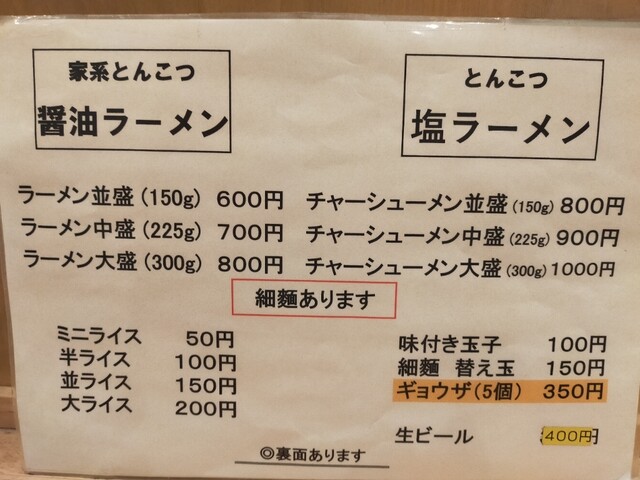 家系とんこつ
醤油ラーメン
とんこつ
塩ラーメン
ラーメン並盛(150g) 600円
ラーメン中盛(225g) 700円
ラーメン大盛(300g) 800円
チャーシューメン並盛(150g) 800円
チャーシューメン中盛(225g) 900円
チャーシューメン大盛(300g) 1000円
細麵あります
ミニライス 50円
半ライス 100円
並ライス 150円
大ライス 200円
味付き玉子 100円
細麵 替え玉 150円
ギョウザ(5個) 350円
生ビール 400円
◎裏面あります